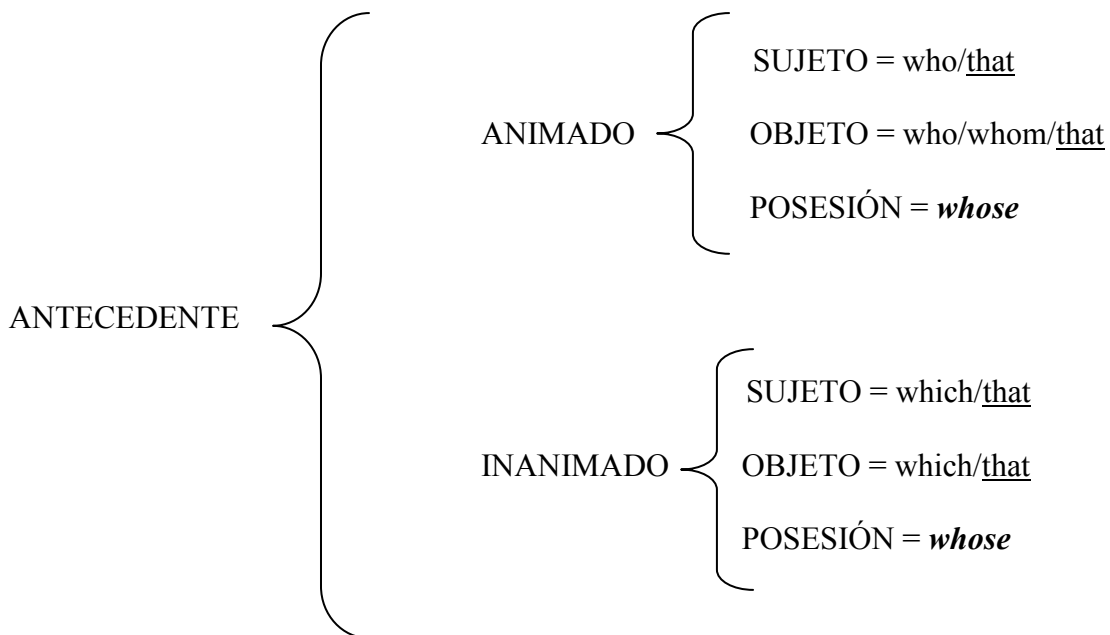 SUJETO = who/that
ANIMADO
OBJETO = who/whom/that
POSESIÓN = whose
ANTECEDENTE
SUJETO = which/that
INANIMADO
OBJETO = which/that
POSESIÓN = whose